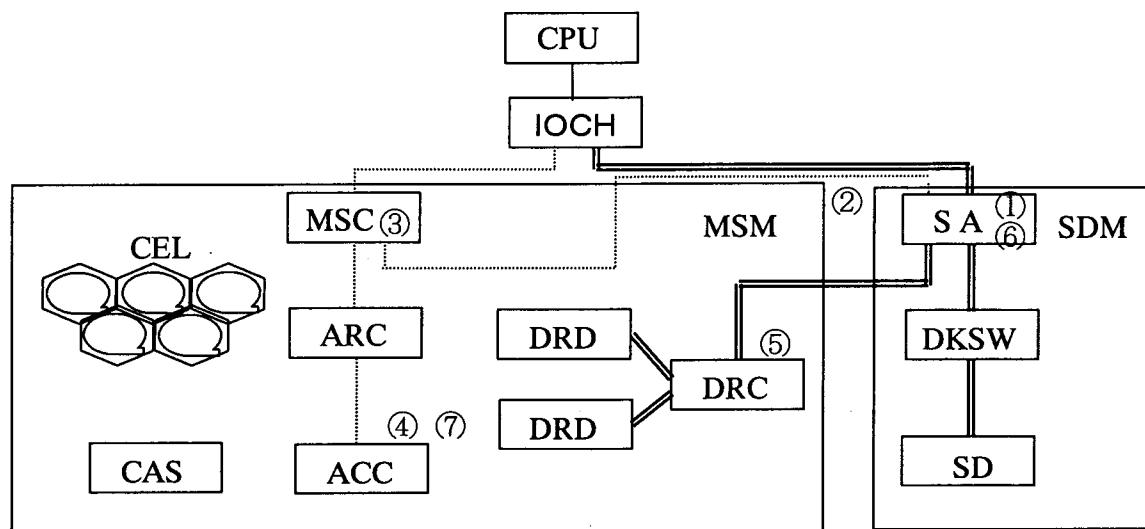 CPU
IOCH
MSC ③
MSM
②
S A ①
⑥
SDM
CEL
ARC
DRD
⑤
DKSW
DRC
DRD
④ ⑦
CAS
ACC
SD